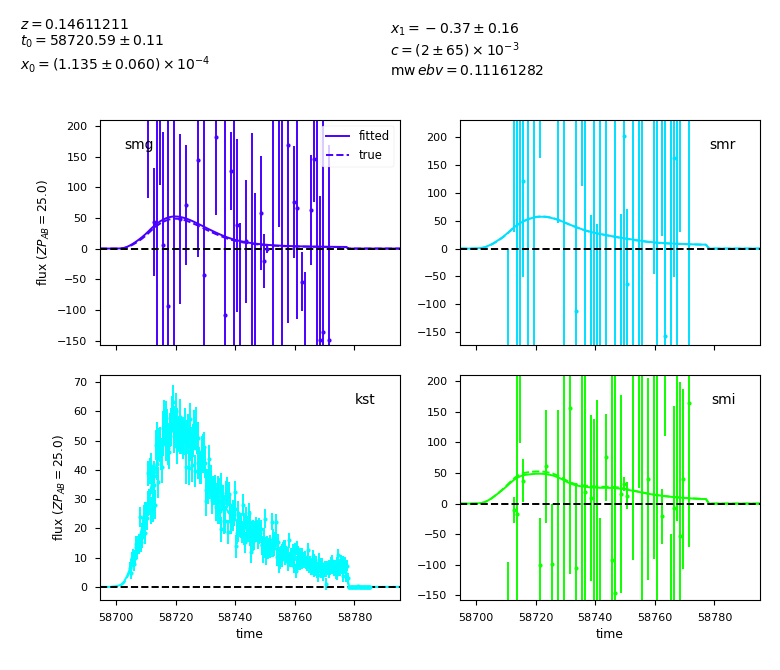 z = 0.14611211
t₀ = 58720.59 ± 0.11
x₀ = (1.135 ± 0.060) × 10⁻⁴
x₁ = −0.37 ± 0.16
c = (2 ± 65) × 10⁻³
mw ebv = 0.11161282
smg
fitted
true
200
150
100
50
0
−50
−100
−150
flux (ZP_AB = 25.0)
smr
200
150
100
50
0
−50
−100
−150
kst
70
60
50
40
30
20
10
0
flux (ZP_AB = 25.0)
58700 58720 58740 58760 58780
time
smi
200
150
100
50
0
−50
−100
−150
58700 58720 58740 58760 58780
time